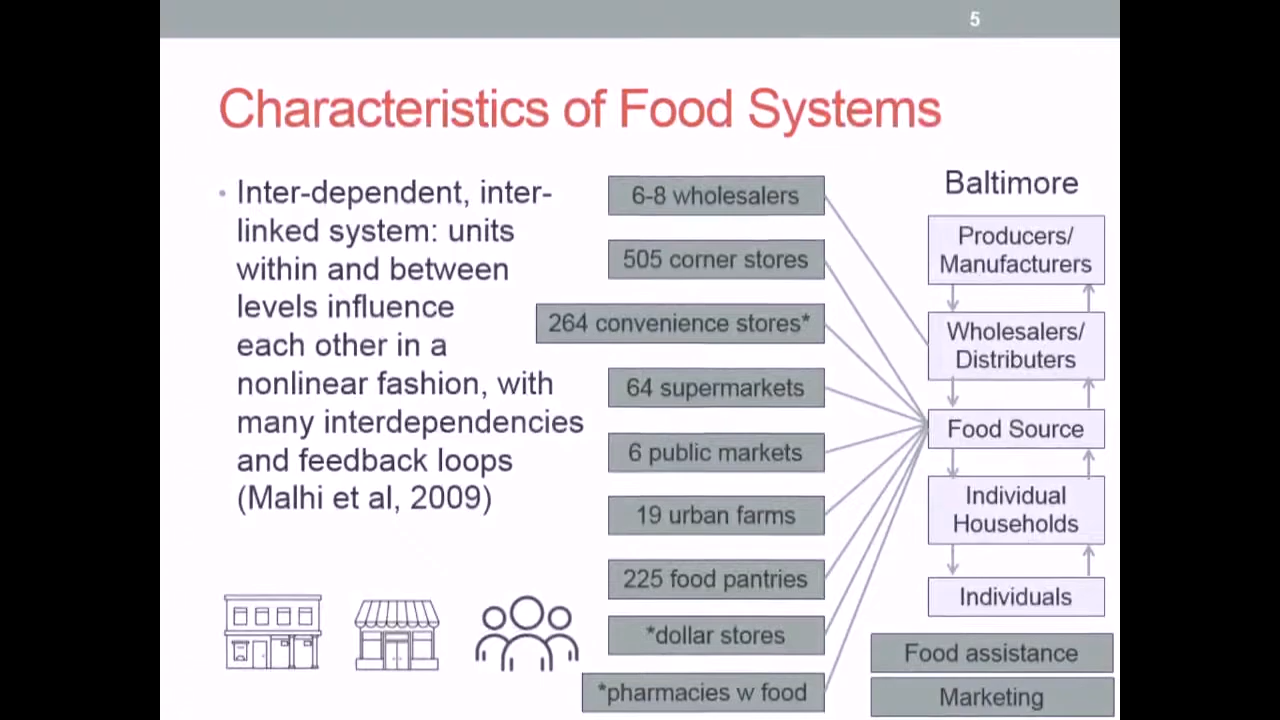 5
Characteristics of Food Systems
• Inter-dependent, inter-
linked system: units
within and between
levels influence
each other in a
nonlinear fashion, with
many interdependencies
and feedback loops
(Malhi et al, 2009)
6-8 wholesalers
505 corner stores
264 convenience stores*
64 supermarkets
6 public markets
19 urban farms
225 food pantries
*dollar stores
*pharmacies w food
Baltimore
Producers/
Manufacturers
Wholesalers/
Distributers
Food Source
Individual
Households
Individuals
Food assistance
Marketing